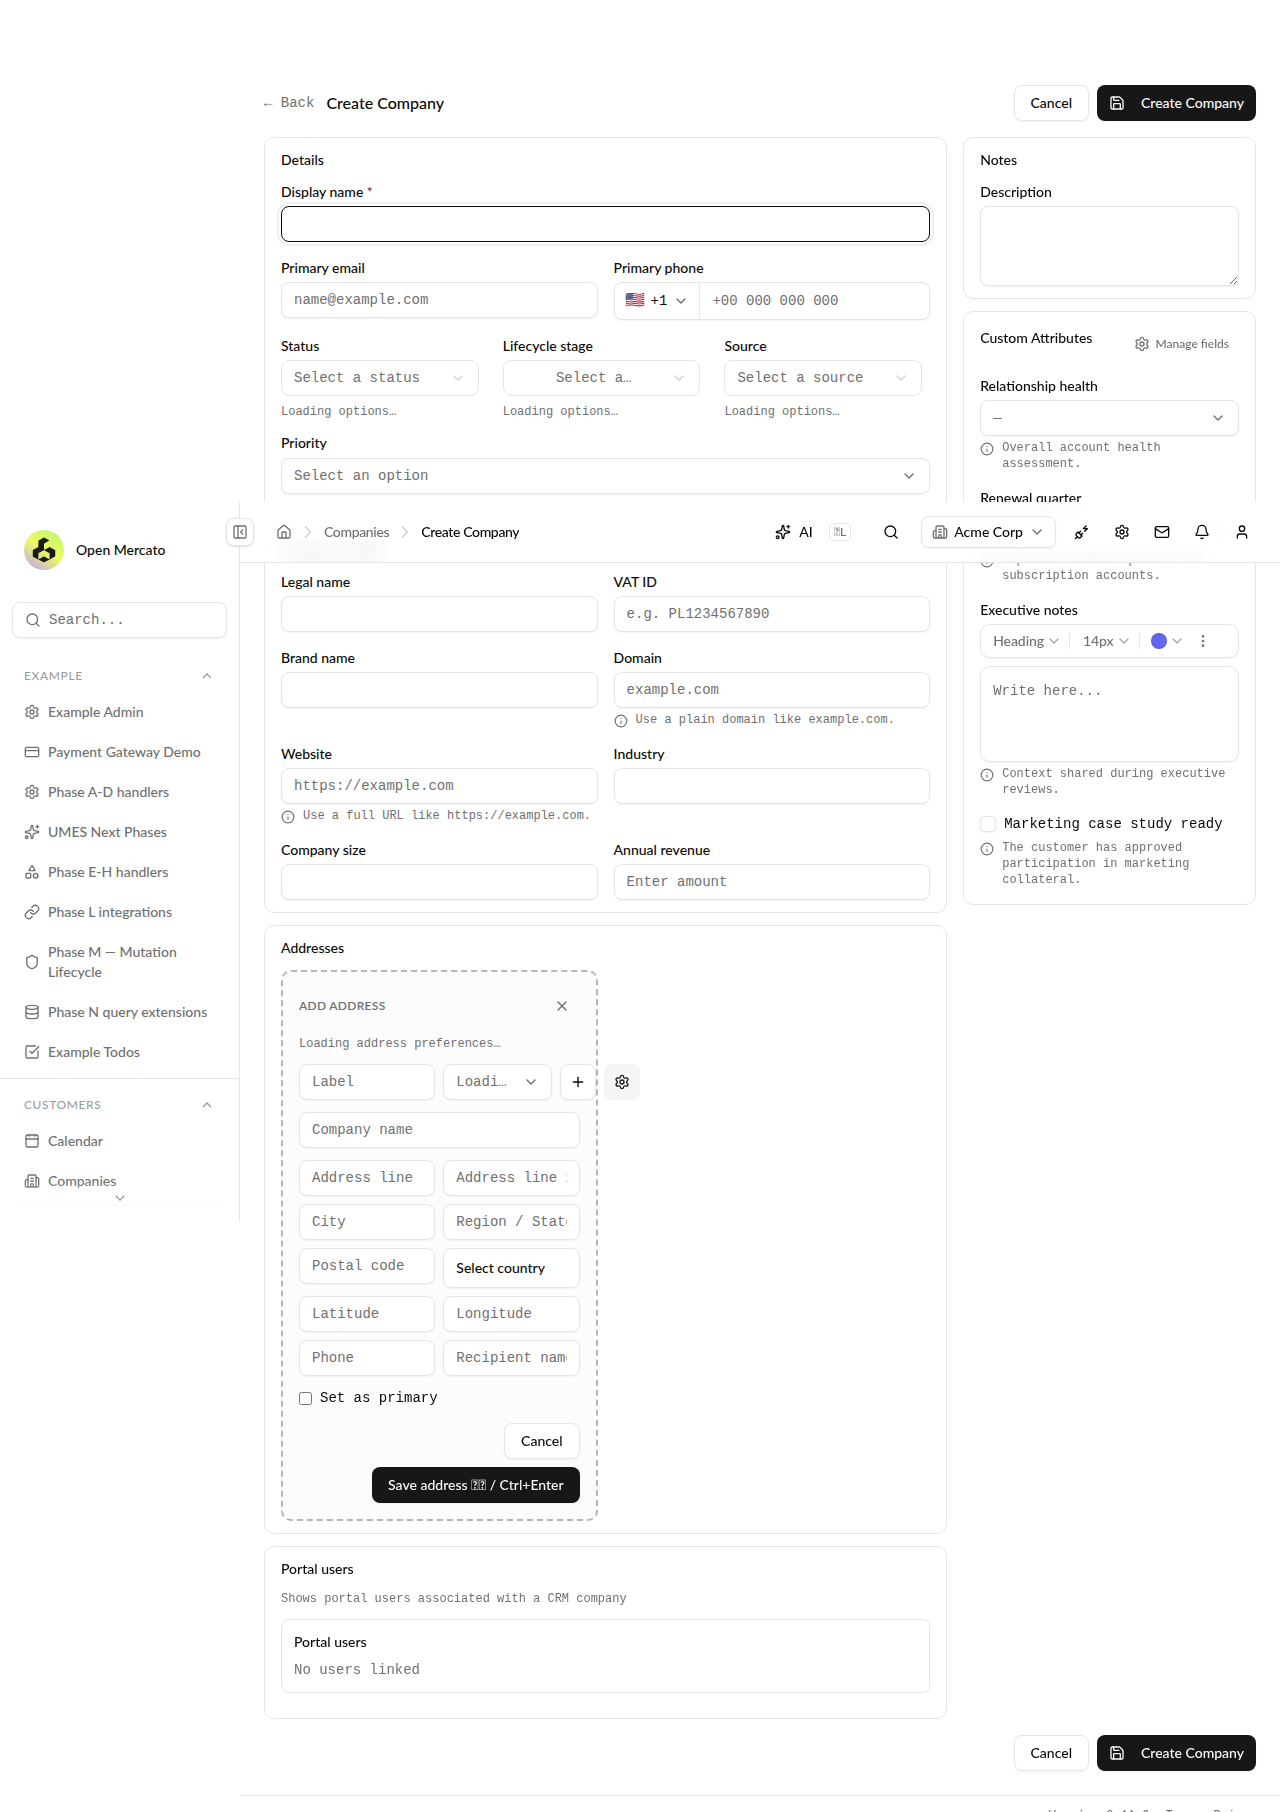 ← Back
Create Company
Cancel
Create Company
Details
Display name *
Primary email
name@example.com
Primary phone
+1
+00 000 000 000
Status
Select a status
Loading options…
Lifecycle stage
Select a…
Loading options…
Source
Select a source
Loading options…
Priority
Select an option
Notes
Description
Custom Attributes
Manage fields
Relationship health
—
Overall account health
assessment.
Renewal quarter
Open Mercato
Companies
Create Company
AI
L
Acme Corp
Search...
EXAMPLE
Example Admin
Payment Gateway Demo
Phase A-D handlers
UMES Next Phases
Phase E-H handlers
Phase L integrations
Phase M — Mutation
Lifecycle
Phase N query extensions
Example Todos
CUSTOMERS
Calendar
Companies
Legal name
VAT ID
e.g. PL1234567890
Brand name
Domain
example.com
Use a plain domain like example.com.
Website
https://example.com
Use a full URL like https://example.com.
Industry
Company size
Annual revenue
Enter amount
subscription accounts.
Executive notes
Heading
14px
Write here...
Context shared during executive
reviews.
Marketing case study ready
The customer has approved
participation in marketing
collateral.
Addresses
ADD ADDRESS
Loading address preferences…
Label
Loadi…
Company name
Address line
Address line
City
Region / State
Postal code
Select country
Latitude
Longitude
Phone
Recipient name
Set as primary
Cancel
Save address / Ctrl+Enter
Portal users
Shows portal users associated with a CRM company
Portal users
No users linked
Cancel
Create Company